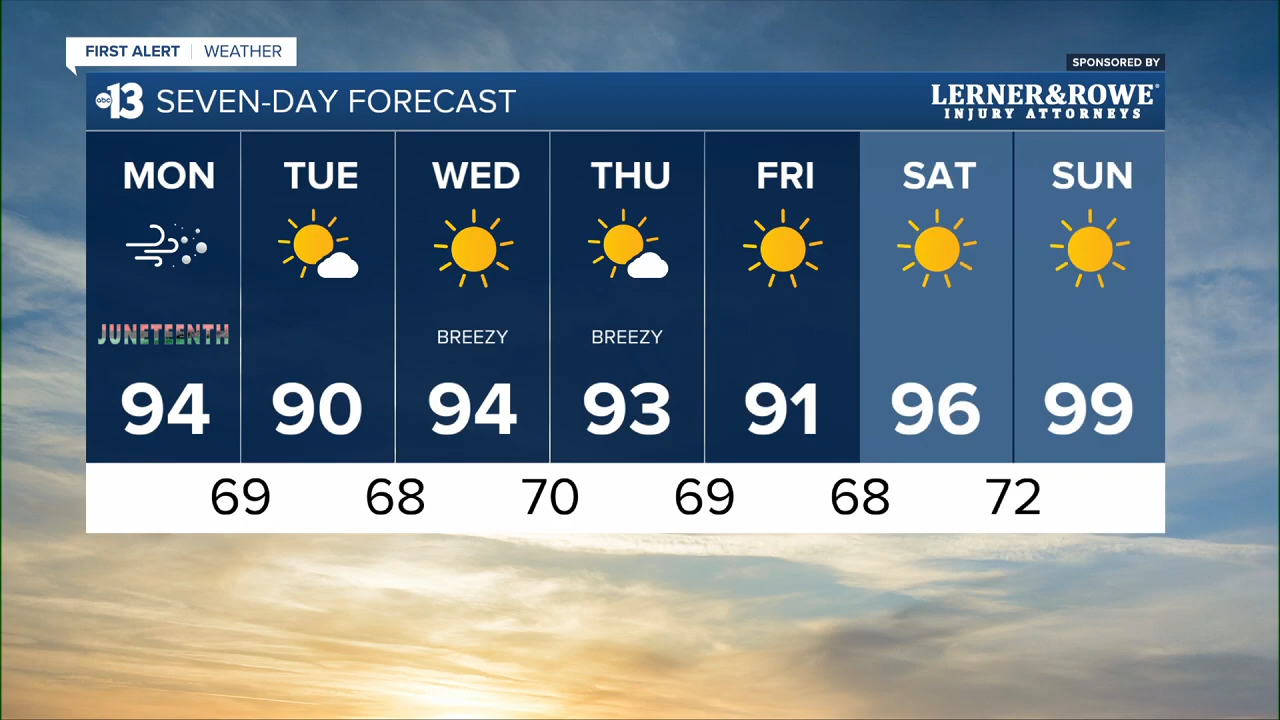 FIRST ALERT | WEATHER
SPONSORED BY
abc 13 SEVEN-DAY FORECAST
LERNER&ROWE®
INJURY ATTORNEYS
MON TUE WED THU FRI SAT SUN
JUNETEENTH BREEZY BREEZY
94 90 94 93 91 96 99
69 68 70 69 68 72